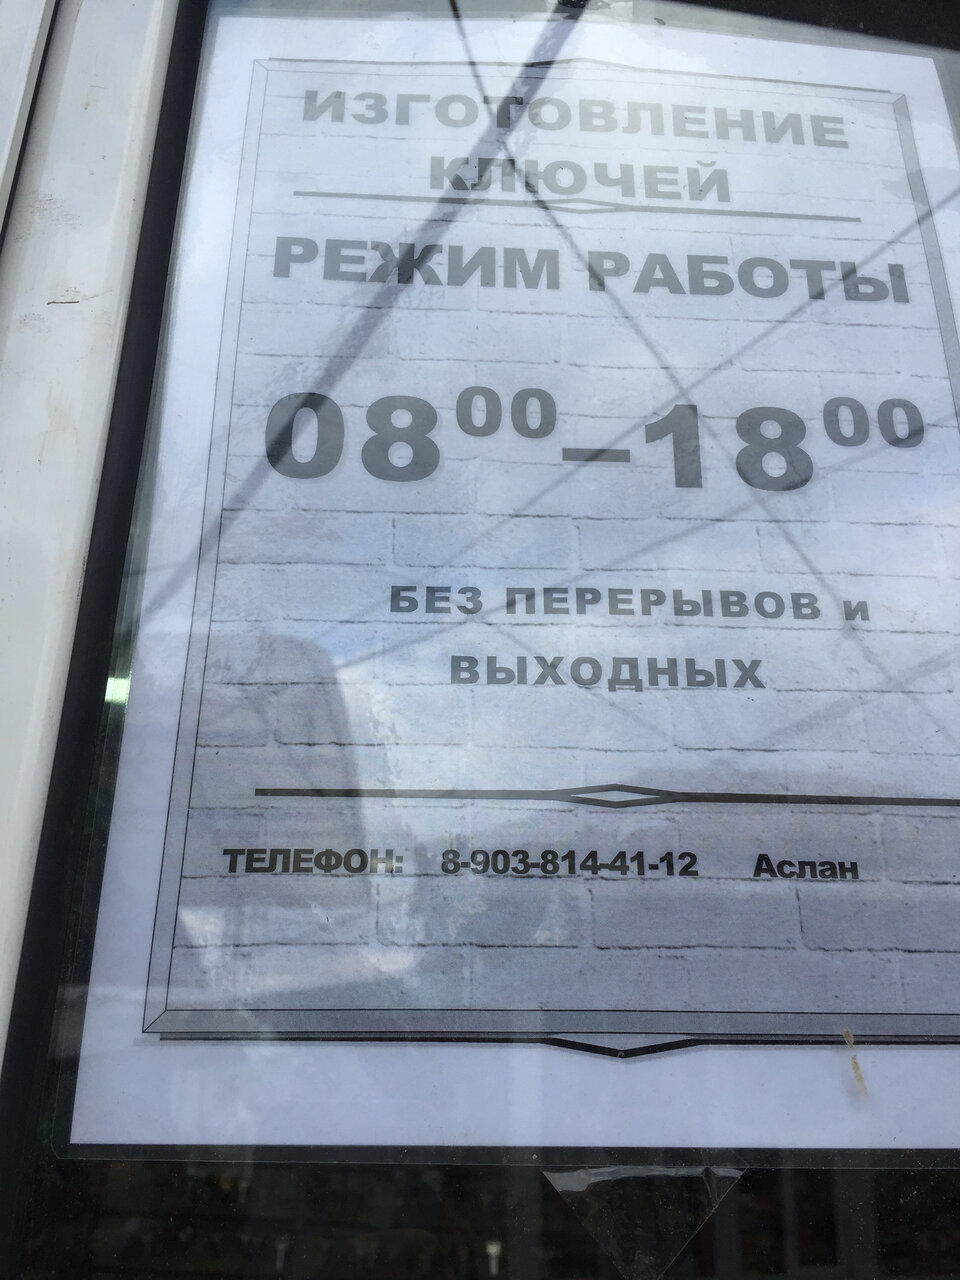 ИЗГОТОВЛЕНИЕ
КЛЮЧЕЙ
РЕЖИМ РАБОТЫ
08⁰⁰–18⁰⁰
БЕЗ ПЕРЕРЫВОВ и
ВЫХОДНЫХ
ТЕЛЕФОН: 8-903-814-41-12 Аслан